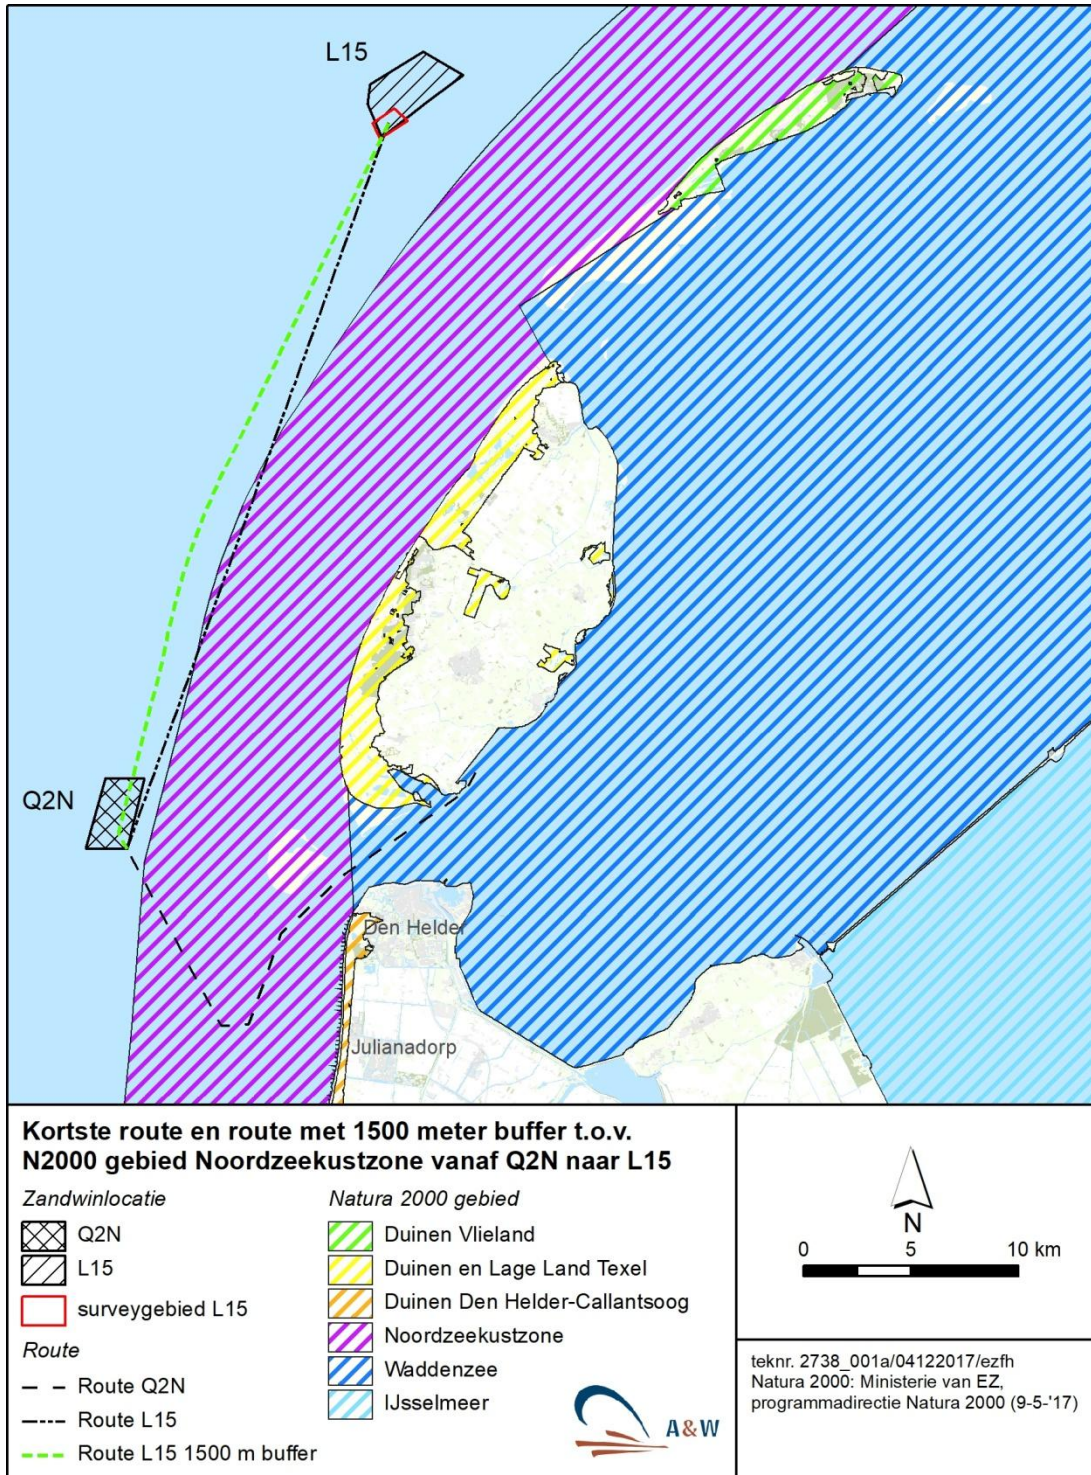 L15
Q2N
Den Helder
Julianadorp
Kortste route en route met 1500 meter buffer t.o.v.
N2000 gebied Noordzeekustzone vanaf Q2N naar L15
Zandwinlocatie
Q2N
L15
surveygebied L15
Route
Route Q2N
Route L15
Route L15 1500 m buffer
Natura 2000 gebied
Duinen Vlieland
Duinen en Lage Land Texel
Duinen Den Helder-Callantsoog
Noordzeekustzone
Waddenzee
IJsselmeer
A&W
N
0 5 10 km
teknr. 2738_001a/04122017/ezfh
Natura 2000: Ministerie van EZ,
programmadirectie Natura 2000 (9-5-'17)